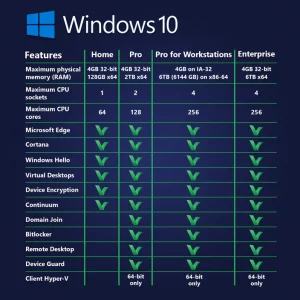 Windows 10
Features Home Pro Pro for Workstations Enterprise
Maximum physical memory (RAM) 4GB 32-bit 128GB x64 4GB 32-bit 2TB x64 4GB on IA-32 6TB (6144 GB) on x86-64 4GB 32-bit 6TB x64
Maximum CPU sockets 1 2 4 4
Maximum CPU cores 64 128 256 256
Microsoft Edge
Cortana
Windows Hello
Virtual Desktops
Device Encryption
Continuum
Domain Join
Bitlocker
Remote Desktop
Device Guard
Client Hyper-V 64-bit only 64-bit only 64-bit only